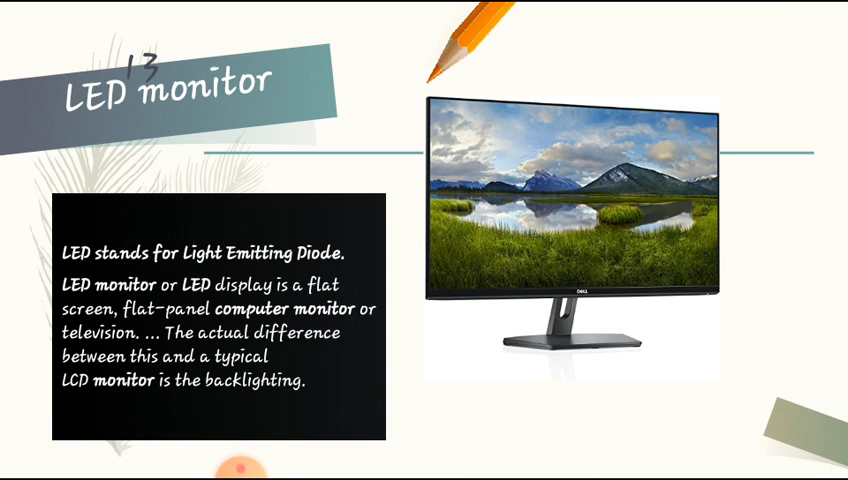 13
LED monitor
LED stands for Light Emitting Diode.
LED monitor or LED display is a flat
screen, flat-panel computer monitor or
television. ... The actual difference
between this and a typical
LCD monitor is the backlighting.
DELL